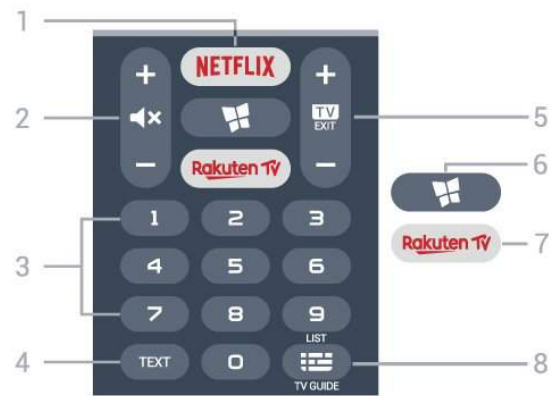 1
+ NETFLIX +
2 TV EXIT 5
6
- Rakuten TV -
1 2 3 Rakuten TV 7
3 4 5 6
7 8 9
LIST
4 TEXT 0 8
TV GUIDE